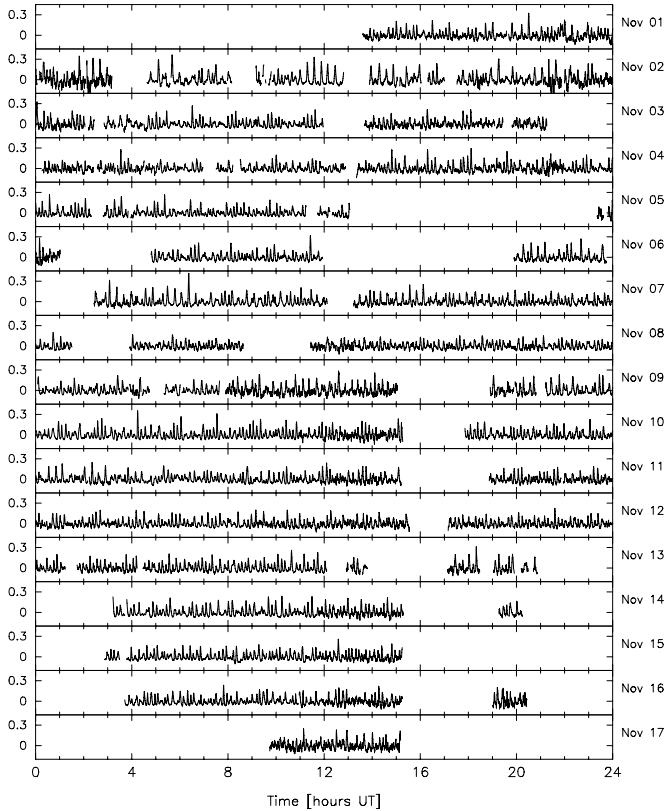 0.3
0
Nov 01
0.3
0
Nov 02
0.3
0
Nov 03
0.3
0
Nov 04
0.3
0
Nov 05
0.3
0
Nov 06
0.3
0
Nov 07
0.3
0
Nov 08
0.3
0
Nov 09
0.3
0
Nov 10
0.3
0
Nov 11
0.3
0
Nov 12
0.3
0
Nov 13
0.3
0
Nov 14
0.3
0
Nov 15
0.3
0
Nov 16
0.3
0
Nov 17
0 4 8 12 16 20 24
Time [hours UT]